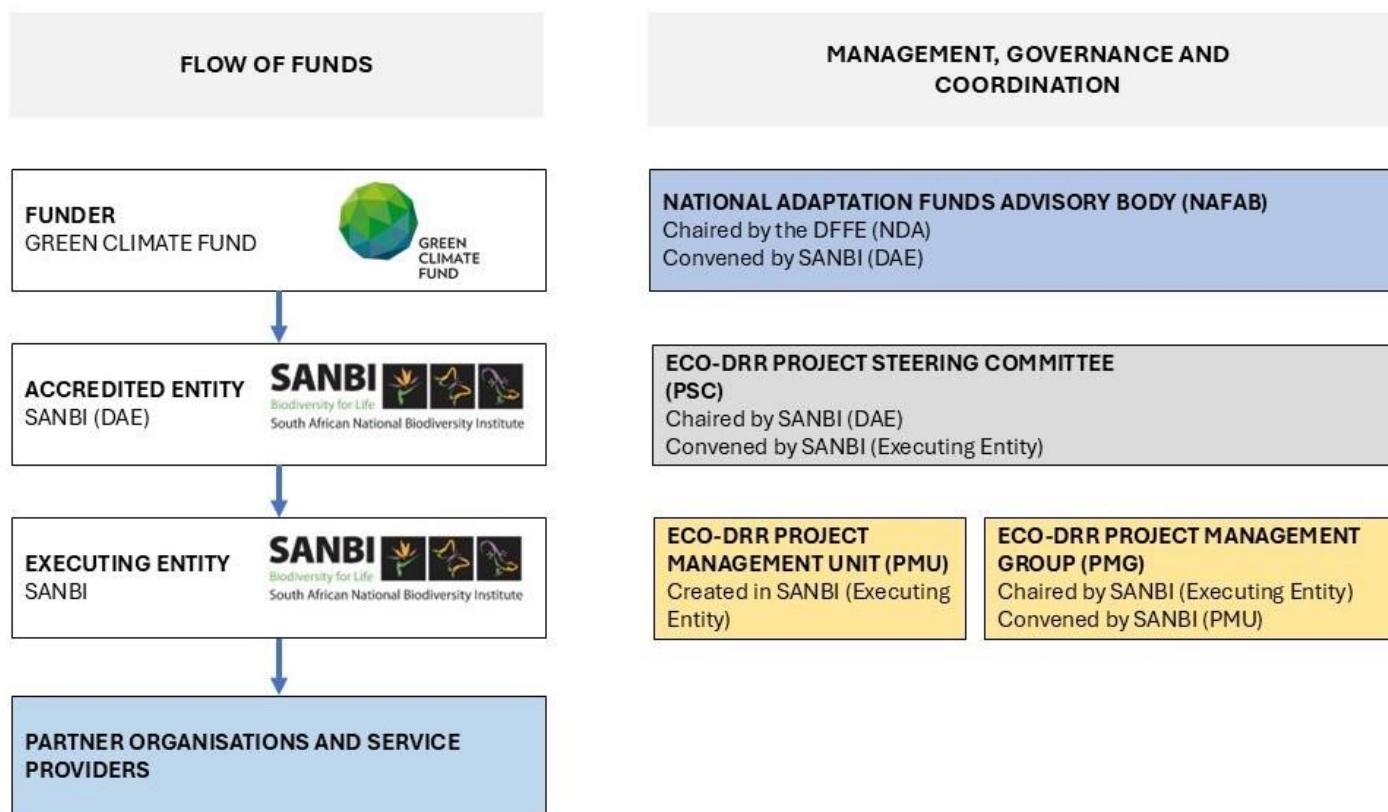 FLOW OF FUNDS
MANAGEMENT, GOVERNANCE AND
COORDINATION
FUNDER
GREEN CLIMATE FUND
GREEN
CLIMATE
FUND
NATIONAL ADAPTATION FUNDS ADVISORY BODY (NAFAB)
Chaired by the DFFE (NDA)
Convened by SANBI (DAE)
ACCREDITED ENTITY
SANBI (DAE)
SANBI
Biodiversity for Life
South African National Biodiversity Institute
ECO-DRR PROJECT STEERING COMMITTEE
(PSC)
Chaired by SANBI (DAE)
Convened by SANBI (Executing Entity)
EXECUTING ENTITY
SANBI
SANBI
Biodiversity for Life
South African National Biodiversity Institute
ECO-DRR PROJECT
MANAGEMENT UNIT (PMU)
Created in SANBI (Executing
Entity)
ECO-DRR PROJECT MANAGEMENT
GROUP (PMG)
Chaired by SANBI (Executing Entity)
Convened by SANBI (PMU)
PARTNER ORGANISATIONS AND SERVICE
PROVIDERS